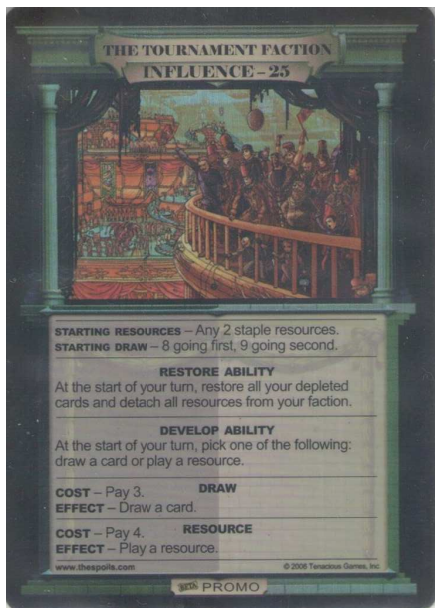 THE TOURNAMENT FACTION
INFLUENCE – 25
STARTING RESOURCES – Any 2 staple resources.
STARTING DRAW – 8 going first, 9 going second.
RESTORE ABILITY
At the start of your turn, restore all your depleted
cards and detach all resources from your faction.
DEVELOP ABILITY
At the start of your turn, pick one of the following:
draw a card or play a resource.
DRAW
COST – Pay 3.
EFFECT – Draw a card.
RESOURCE
COST – Pay 4.
EFFECT – Play a resource.
www.thespoils.com © 2008 Tenacious Games, Inc
BETA PROMO